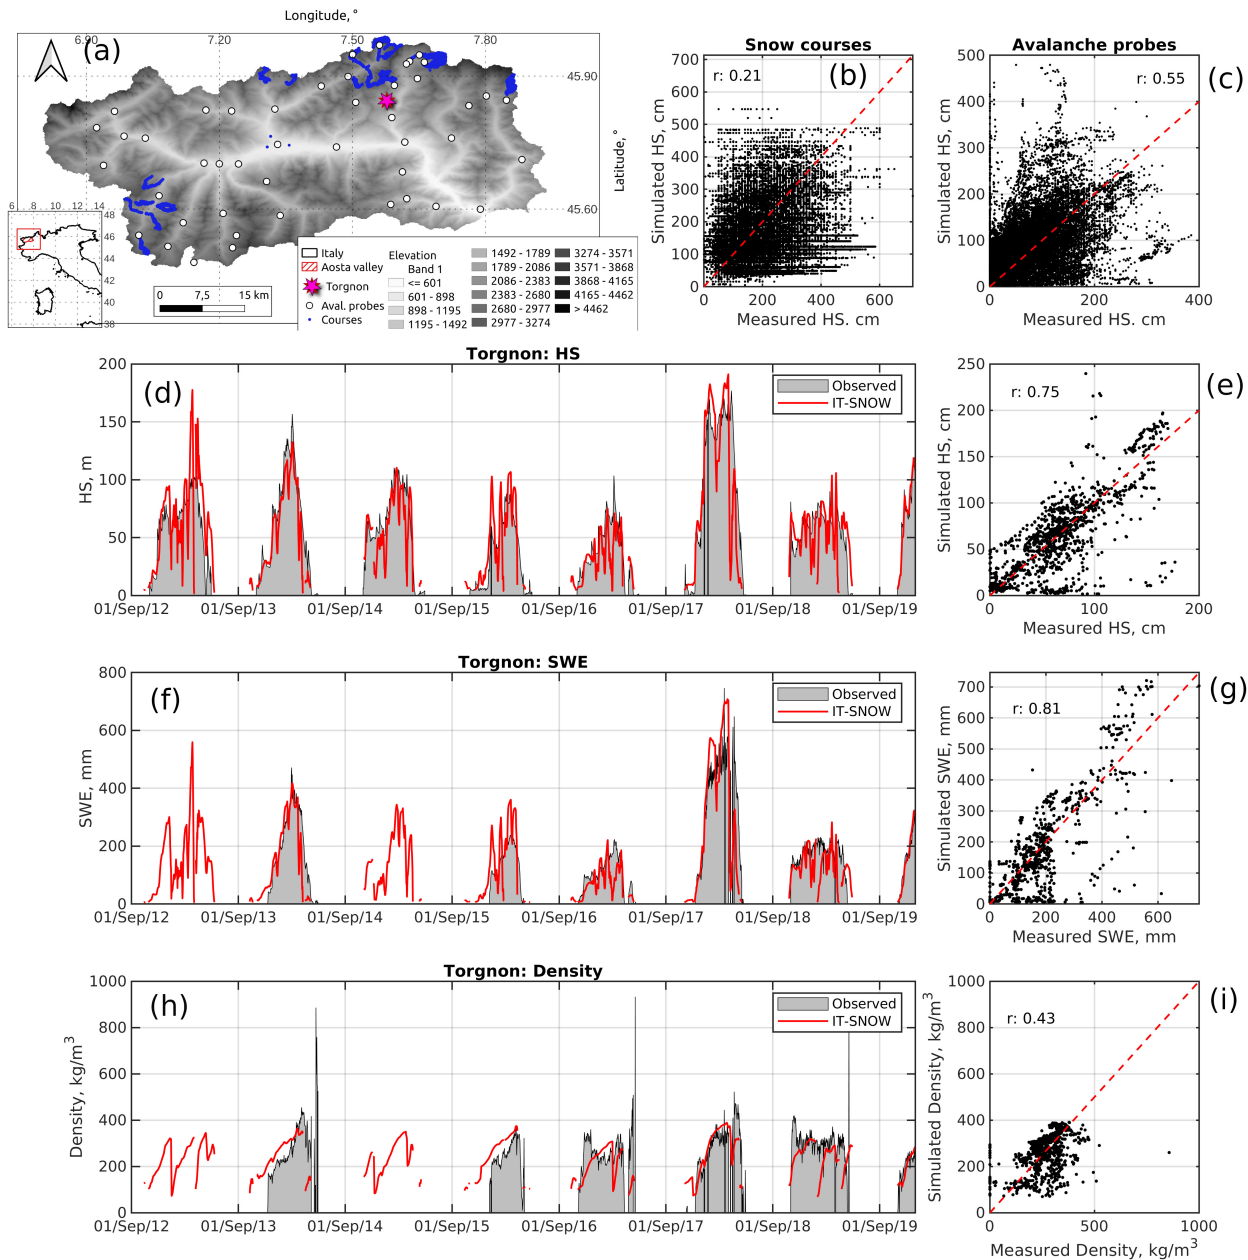 Longitude, °
(a)
6.90
7.20
7.50
7.80
45.90
45.60
Latitude, °
6 8 10 12 14
48
46
44
42
40
38
Italy
Aosta valley
Torgnon
Aval. probes
Courses
0 7,5 15 km
Elevation
Band 1
<= 601
601 - 898
898 - 1195
1195 - 1492
1492 - 1789
1789 - 2086
2086 - 2383
2383 - 2680
2680 - 2977
2977 - 3274
3274 - 3571
3571 - 3868
3868 - 4165
4165 - 4462
> 4462
Snow courses
(b)
r: 0.21
Simulated HS, cm
700
600
500
400
300
200
100
0
0 200 400 600
Measured HS. cm
Avalanche probes
(c)
r: 0.55
Simulated HS, cm
500
400
300
200
100
0
0 200 400
Measured HS, cm
Torgnon: HS
(d)
Observed
IT-SNOW
HS, m
200
150
100
50
0
01/Sep/12 01/Sep/13 01/Sep/14 01/Sep/15 01/Sep/16 01/Sep/17 01/Sep/18 01/Sep/19
(e)
r: 0.75
Simulated HS, cm
250
200
150
100
50
0
0 100 200
Measured HS, cm
Torgnon: SWE
(f)
Observed
IT-SNOW
SWE, mm
800
600
400
200
0
01/Sep/12 01/Sep/13 01/Sep/14 01/Sep/15 01/Sep/16 01/Sep/17 01/Sep/18 01/Sep/19
(g)
r: 0.81
Simulated SWE, mm
700
600
500
400
300
200
100
0
0 200 400 600
Measured SWE, mm
Torgnon: Density
(h)
Observed
IT-SNOW
Density, kg/m³
1000
800
600
400
200
0
01/Sep/12 01/Sep/13 01/Sep/14 01/Sep/15 01/Sep/16 01/Sep/17 01/Sep/18 01/Sep/19
(i)
r: 0.43
Simulated Density, kg/m³
1000
800
600
400
200
0
0 500 1000
Measured Density, kg/m³